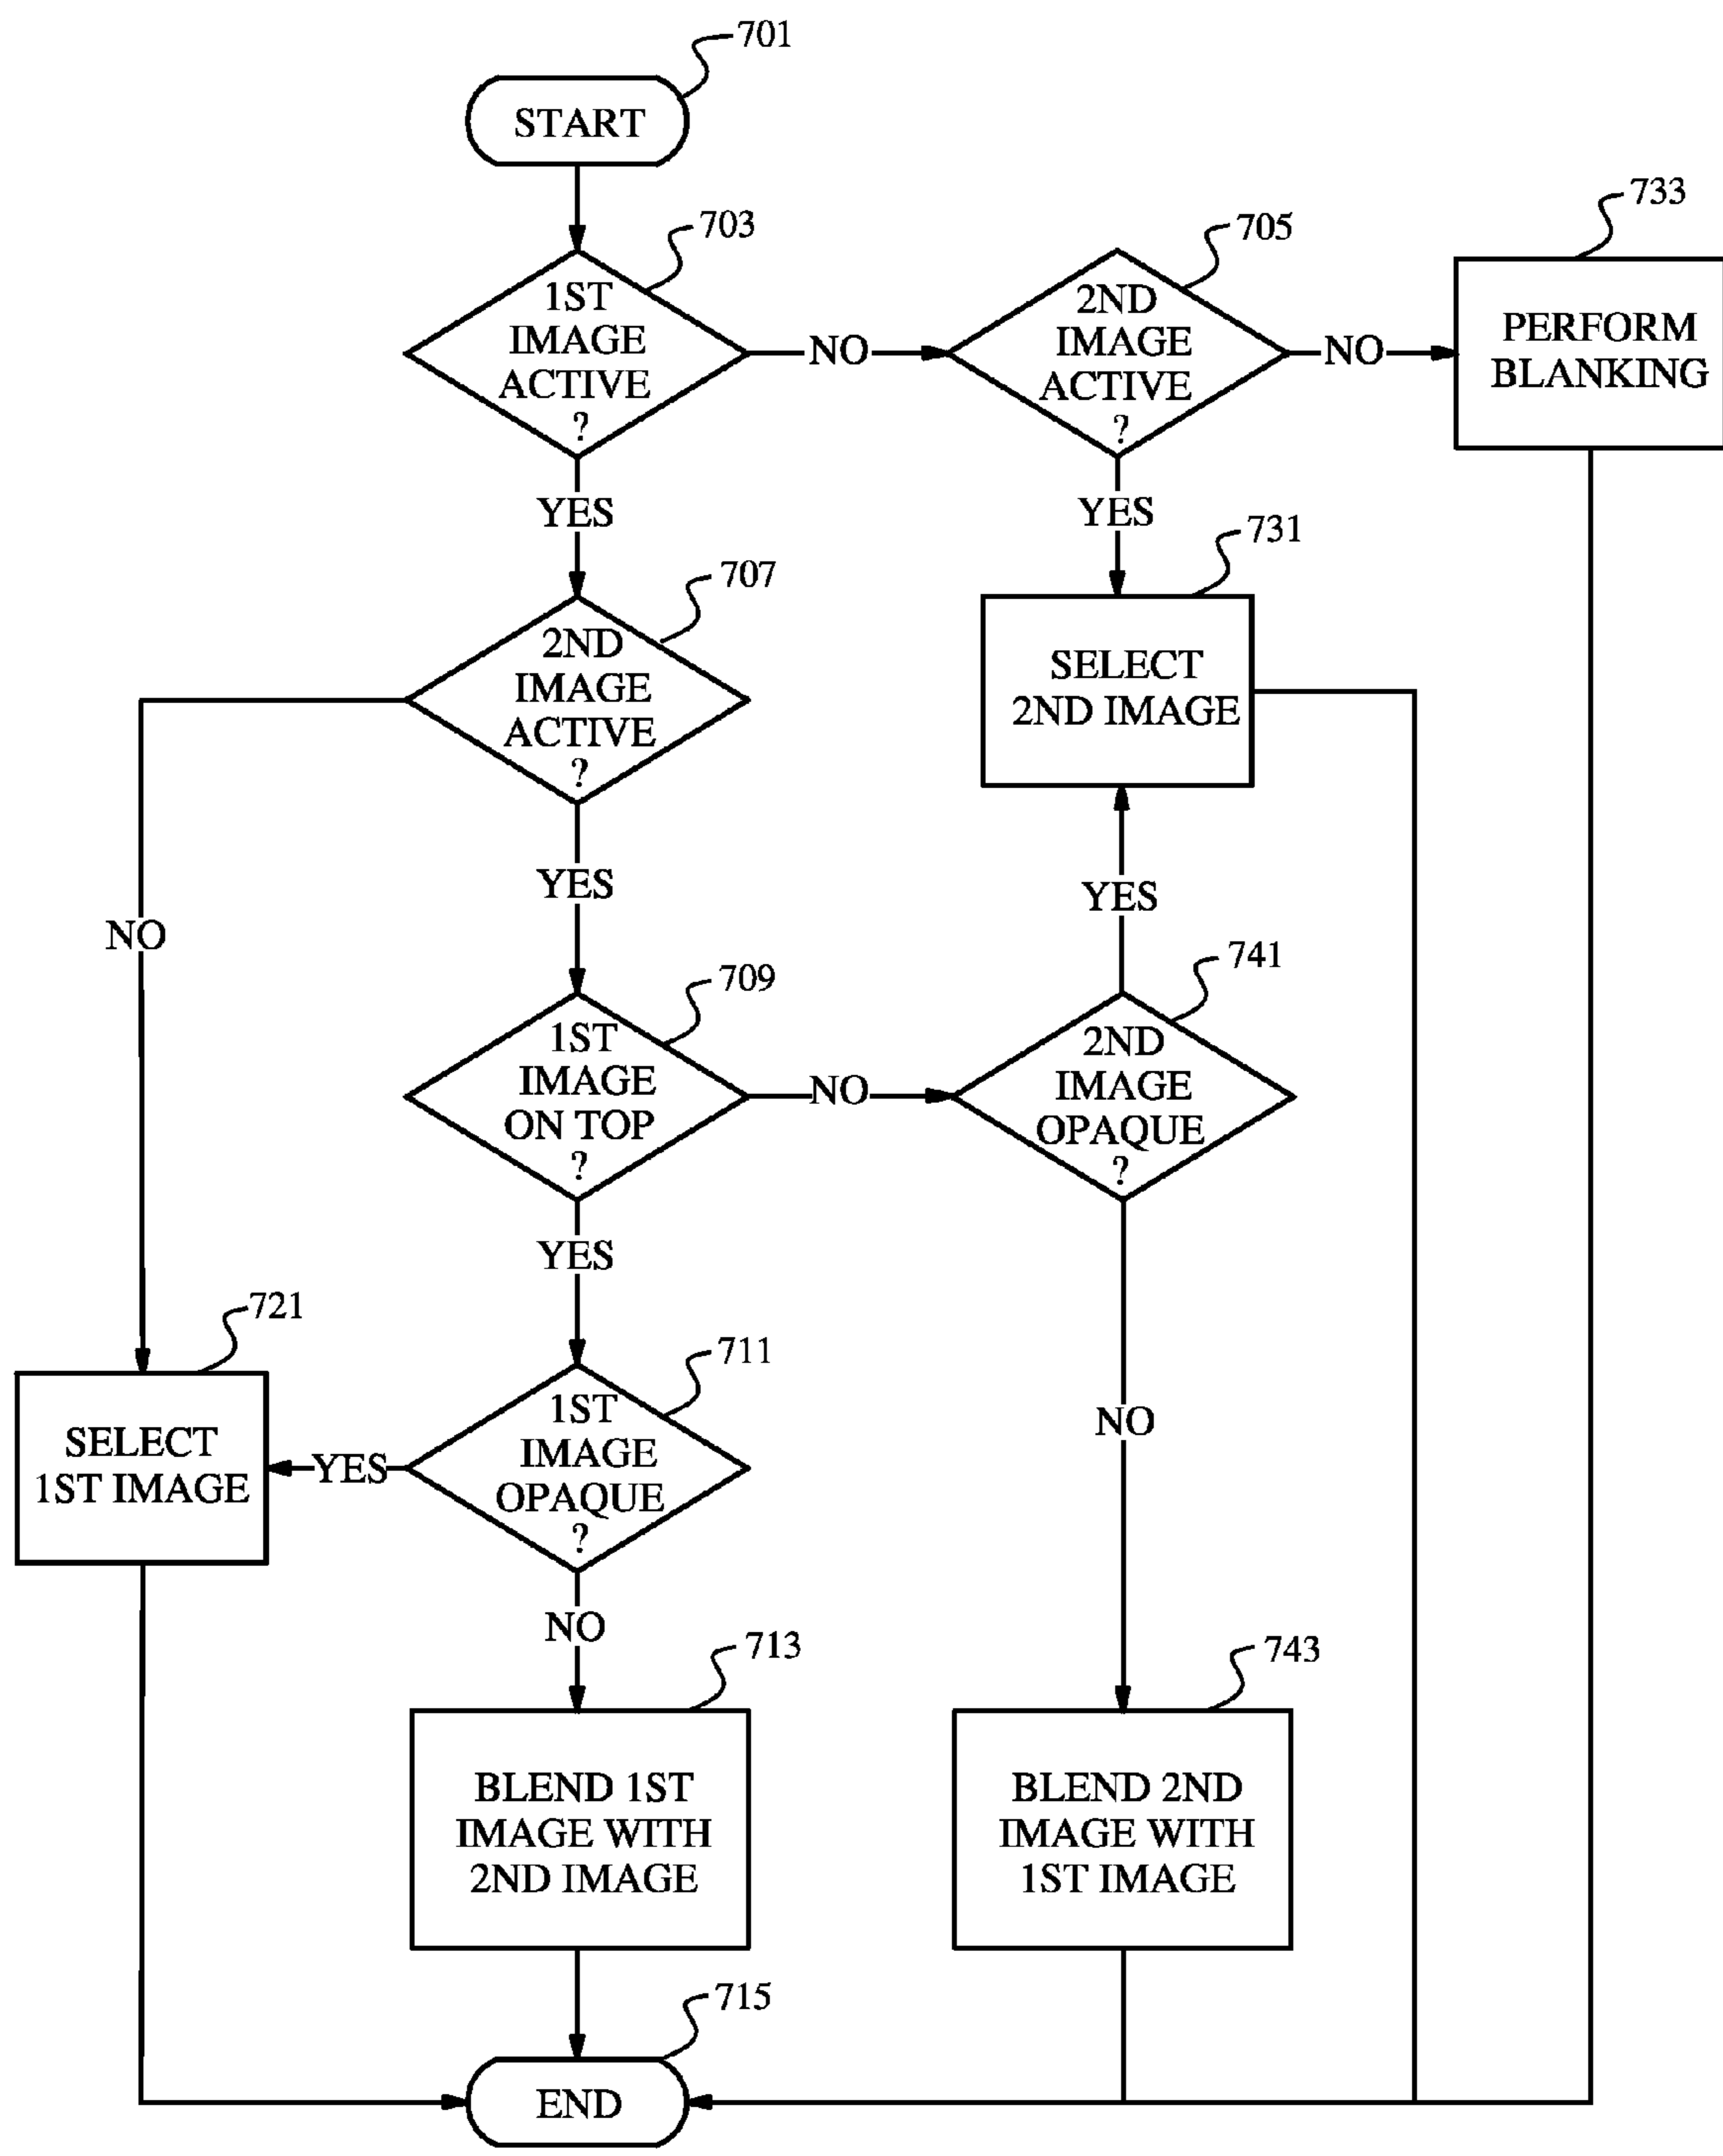 701
START
703
1ST
IMAGE
ACTIVE
?
NO
705
2ND
IMAGE
ACTIVE
?
NO
733
PERFORM
BLANKING
YES
YES
707
2ND
IMAGE
ACTIVE
?
731
SELECT
2ND IMAGE
NO
YES
YES
709
1ST
IMAGE
ON TOP
?
NO
741
2ND
IMAGE
OPAQUE
?
YES
NO
721
SELECT
1ST IMAGE
YES
711
1ST
IMAGE
OPAQUE
?
NO
713
BLEND 1ST
IMAGE WITH
2ND IMAGE
743
BLEND 2ND
IMAGE WITH
1ST IMAGE
715
END